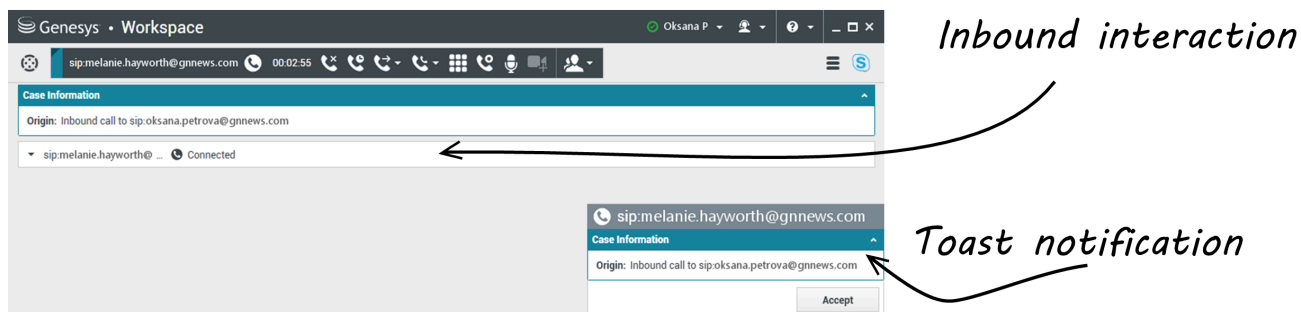 Genesys • Workspace
Oksana P
Inbound interaction
sip:melanie.hayworth@gnnews.com 00:02:55
Case Information
Origin: Inbound call to sip:oksana.petrova@gnnews.com
sip:melanie.hayworth@ ... Connected
sip:melanie.hayworth@gnnews.com
Case Information
Toast notification
Origin: Inbound call to sip:oksana.petrova@gnnews.com
Accept